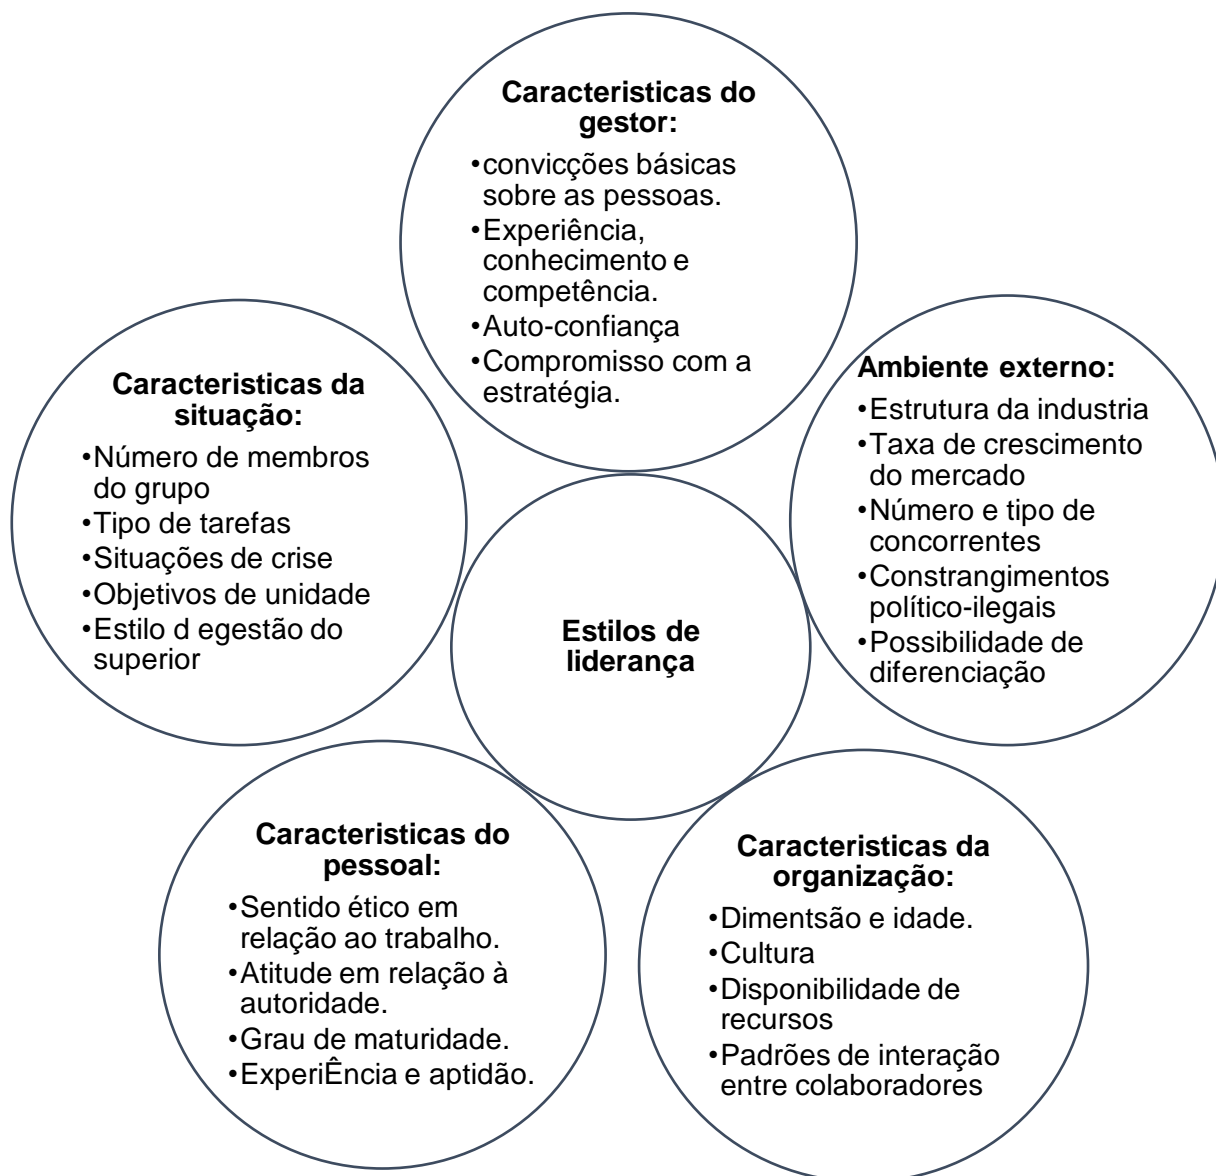 Caracteristicas do
gestor:
•convicções básicas
sobre as pessoas.
•Experiência,
conhecimento e
competência.
•Auto-confiança
•Compromisso com a
estratégia.
Caracteristicas da
situação:
•Número de membros
do grupo
•Tipo de tarefas
•Situações de crise
•Objetivos de unidade
•Estilo d egestão do
superior
Ambiente externo:
•Estrutura da industria
•Taxa de crescimento
do mercado
•Número e tipo de
concorrentes
•Constrangimentos
político-ilegais
•Possibilidade de
diferenciação
Estilos de
liderança
Caracteristicas do
pessoal:
•Sentido ético em
relação ao trabalho.
•Atitude em relação à
autoridade.
•Grau de maturidade.
•ExperiÊncia e aptidão.
Caracteristicas da
organização:
•Dimentsão e idade.
•Cultura
•Disponibilidade de
recursos
•Padrões de interação
entre colaboradores